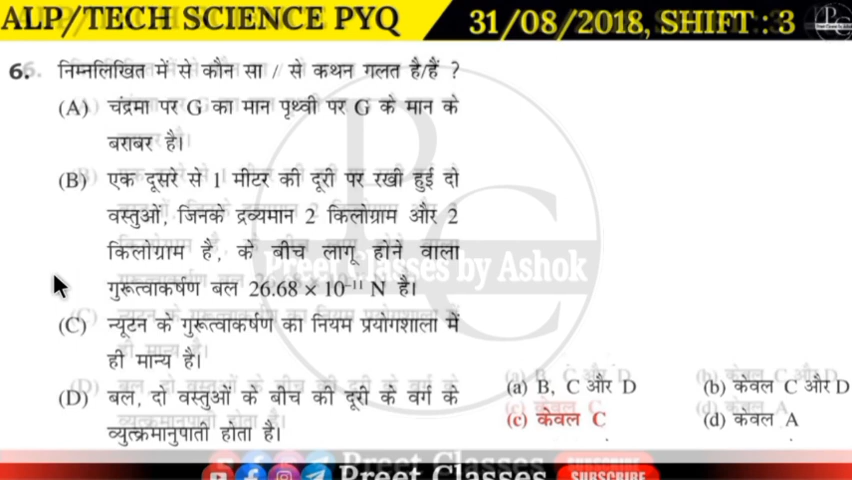 ALP/TECH SCIENCE PYQ
31/08/2018, SHIFT : 3
6. निम्नलिखित में से कौन सा / से कथन गलत है/हैं ?
(A) चंद्रमा पर G का मान पृथ्वी पर G के मान के
बराबर है।
(B) एक दूसरे से 1 मीटर की दूरी पर रखी हुई दो
वस्तुओं, जिनके द्रव्यमान 2 किलोग्राम और 2
किलोग्राम है, के बीच लागू होने वाला
गुरूत्वाकर्षण बल 26.68 × 10⁻¹¹ N है।
(C) न्यूटन के गुरूत्वाकर्षण का नियम प्रयोगशाला में
ही मान्य है।
(D) बल, दो वस्तुओं के बीच की दूरी के वर्ग के
व्युत्क्रमानुपाती होता है।
(a) B, C और D
(b) केवल C और D
(c) केवल C
(d) केवल A
Preet Classes by Ashok
Preet Classes
SUBSCRIBE